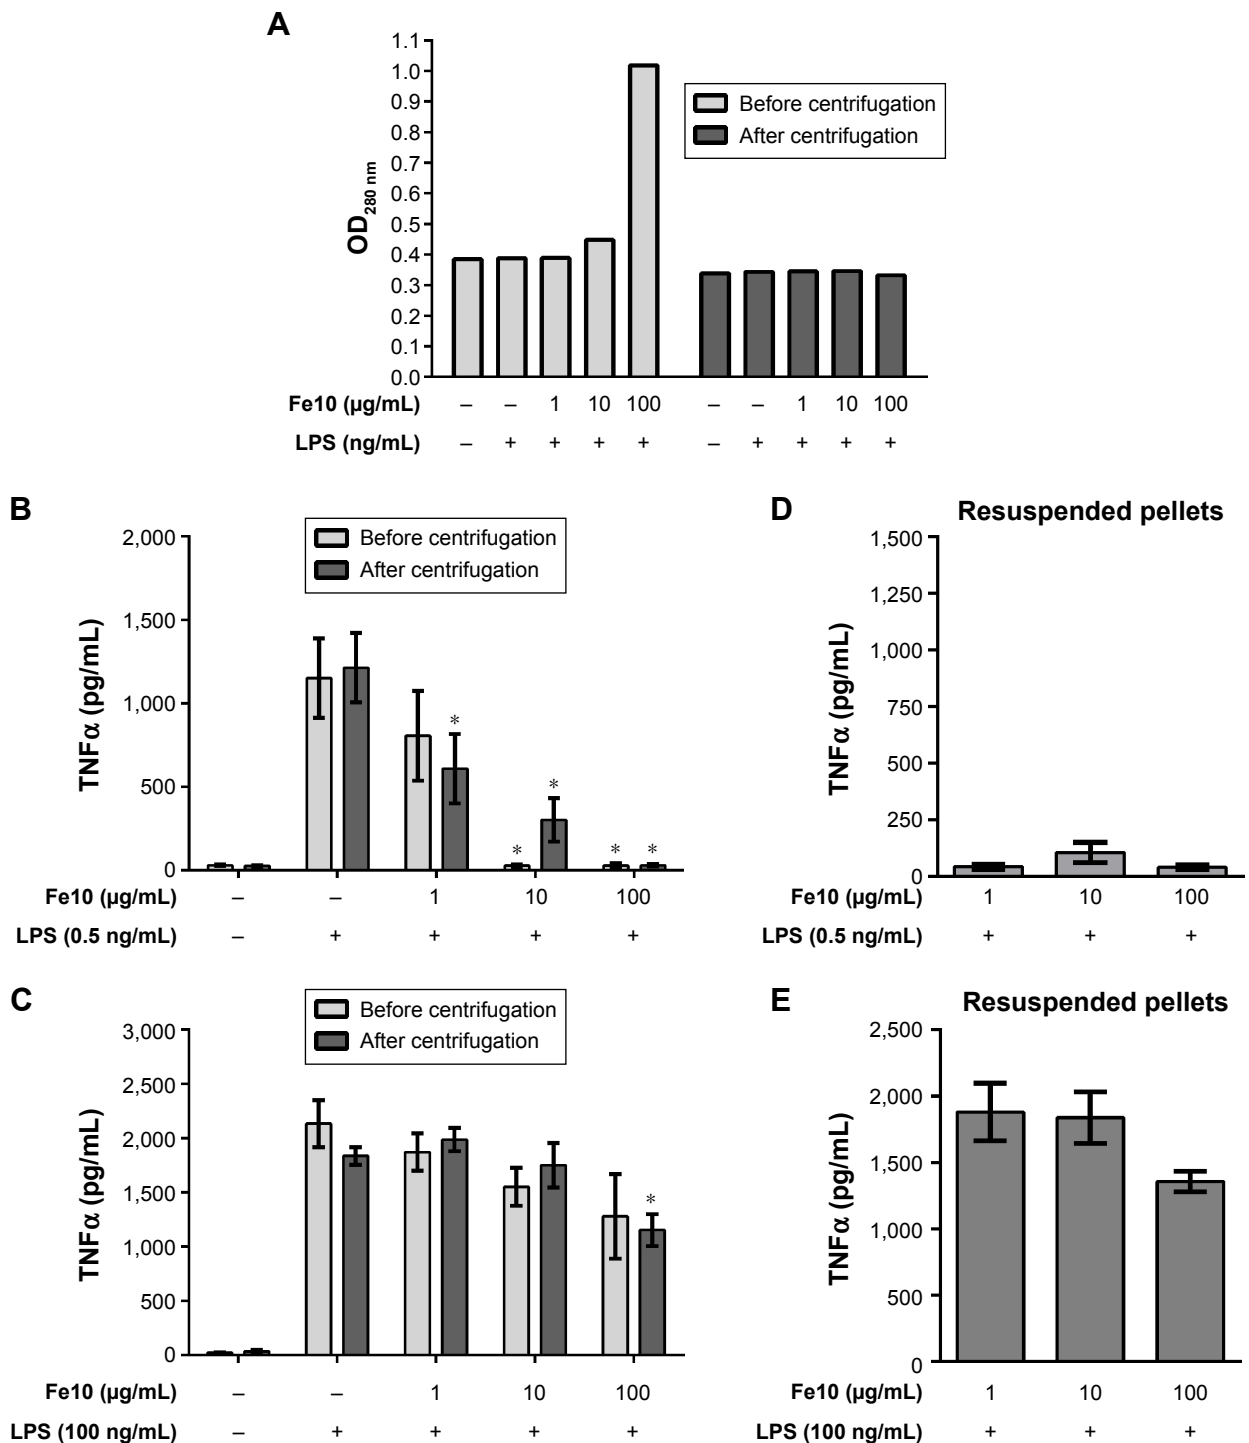 A
1.1
1.0
0.9
0.8
0.7
0.6
0.5
0.4
0.3
0.2
0.1
0.0
OD280 nm
Before centrifugation
After centrifugation
Fe10 (µg/mL) – – 1 10 100 – – 1 10 100
LPS (ng/mL) – + + + + – + + + +
B
2,000
1,500
1,000
500
0
TNFα (pg/mL)
Before centrifugation
After centrifugation
* * * * *
Fe10 (µg/mL) – – 1 10 100
LPS (0.5 ng/mL) – + + + +
D
Resuspended pellets
1,500
1,250
1,000
750
500
250
0
TNFα (pg/mL)
Fe10 (µg/mL) 1 10 100
LPS (0.5 ng/mL) + + +
C
3,000
2,500
2,000
1,500
1,000
500
0
TNFα (pg/mL)
Before centrifugation
After centrifugation
*
Fe10 (µg/mL) – – 1 10 100
LPS (100 ng/mL) – + + + +
E
Resuspended pellets
2,500
2,000
1,500
1,000
500
0
TNFα (pg/mL)
Fe10 (µg/mL) 1 10 100
LPS (100 ng/mL) + + +